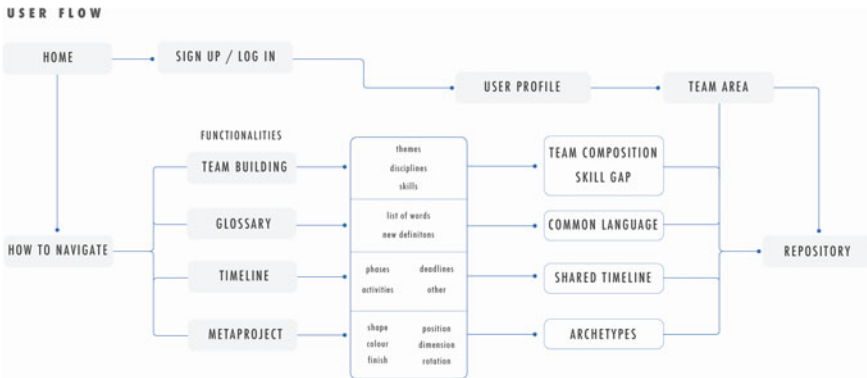 USER FLOW
HOME
SIGN UP / LOG IN
USER PROFILE
TEAM AREA
FUNCTIONALITIES
TEAM BUILDING
themes
disciplines
skills
TEAM COMPOSITION
SKILL GAP
GLOSSARY
list of words
new definitons
COMMON LANGUAGE
HOW TO NAVIGATE
REPOSITORY
TIMELINE
phases deadlines
activities other
SHARED TIMELINE
METAPROJECT
shape position
colour dimension
finish rotation
ARCHETYPES